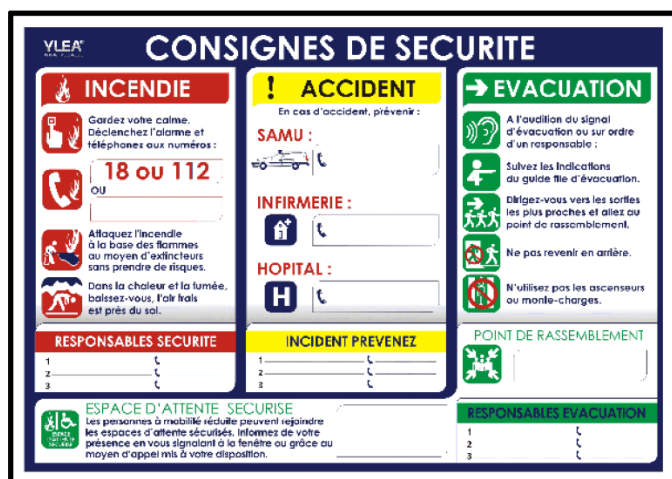 YLEA
CONSIGNES DE SECURITE
INCENDIE
Gardez votre calme.
Déclenchez l'alarme et
téléphones aux numéros :
18 ou 112
OU
Attaquez l'incendie
à la base des flammes
au moyen d'extincteurs
sans prendre de risques.
Dans la chaleur et la fumée,
baissez-vous, l'air frais
est près du sol.
RESPONSABLES SECURITE
1
2
3
! ACCIDENT
En cas d'accident, prévenir :
SAMU :
INFIRMERIE :
HOPITAL :
H
INCIDENT PREVENEZ
1
2
3
EVACUATION
A l'audition du signal
d'évacuation ou sur ordre
d'un responsable :
Suivez les indications
du guide file d'évacuation.
Dirigez-vous vers les sorties
les plus proches et allez au
point de rassemblement.
Ne pas revenir en arrière.
N'utilisez pas les ascenseurs
ou monte-charges.
POINT DE RASSEMBLEMENT
ESPACE D'ATTENTE SECURISE
Les personnes à mobilité réduite peuvent rejoindre
les espaces d'attente sécurisés. Informez de votre
présence en vous signalant à la fenêtre ou grâce au
moyen d'appel mis à votre disposition.
ESPACE
D'ATTENTE
SECURISE
RESPONSABLES EVACUATION
1
2
3